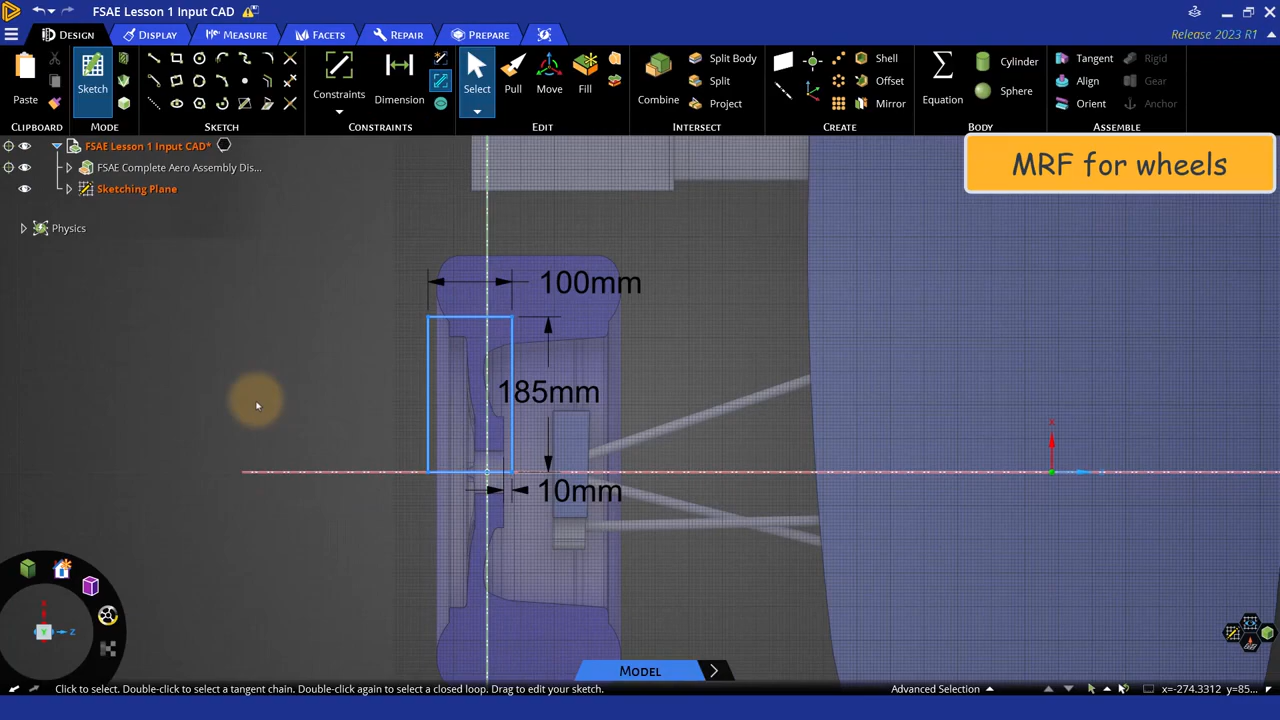 FSAE Lesson 1 Input CAD
Design
Display
Measure
Facets
Repair
Prepare
Release 2023 R1
Paste
Sketch
Constraints
Dimension
Select
Pull
Move
Fill
Combine
Split Body
Split
Project
Shell
Offset
Mirror
Equation
Cylinder
Sphere
Tangent
Align
Orient
Rigid
Gear
Anchor
Clipboard
Mode
Sketch
Constraints
Edit
Intersect
Create
Body
Assemble
FSAE Lesson 1 Input CAD*
FSAE Complete Aero Assembly Dis...
Sketching Plane
Physics
MRF for wheels
100mm
185mm
10mm
X
X
Y
Z
Model
Click to select. Double-click to select a tangent chain. Double-click again to select a closed loop. Drag to edit your sketch.
Advanced Selection
x=-274.3312 y=85...